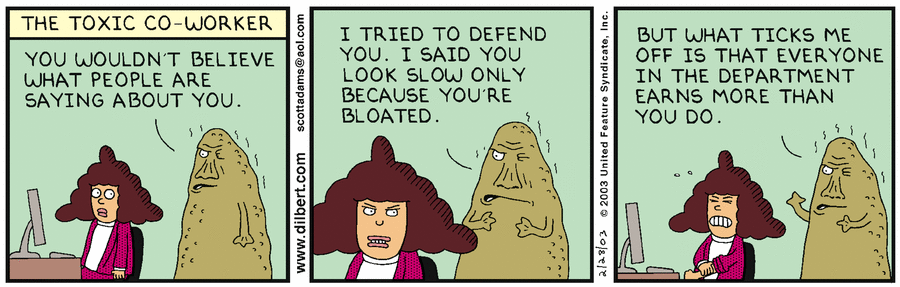 THE TOXIC CO-WORKER
YOU WOULDN'T BELIEVE
WHAT PEOPLE ARE
SAYING ABOUT YOU.
www.dilbert.com scottadams@aol.com
I TRIED TO DEFEND
YOU. I SAID YOU
LOOK SLOW ONLY
BECAUSE YOU'RE
BLOATED.
2/28/03 © 2003 United Feature Syndicate, Inc.
BUT WHAT TICKS ME
OFF IS THAT EVERYONE
IN THE DEPARTMENT
EARNS MORE THAN
YOU DO.